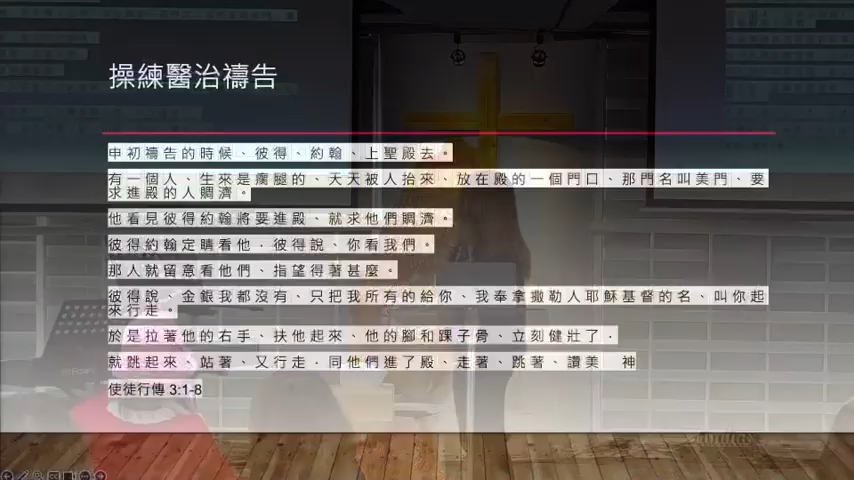 操練醫治禱告
申初禱告的時候、彼得、約翰、上聖殿去。
有一個人、生來是瘸腿的、天天被人抬來、放在殿的一個門口、那門名叫美門、要
求進殿的人賙濟。
他看見彼得約翰將要進殿、就求他們賙濟。
彼得約翰定睛看他．彼得說、你看我們。
那人就留意看他們、指望得著甚麼。
彼得說、金銀我都沒有、只把我所有的給你、我奉拿撒勒人耶穌基督的名、叫你起
來行走。
於是拉著他的右手、扶他起來、他的腳和踝子骨、立刻健壯了．
就跳起來、站著、又行走．同他們進了殿、走著、跳著、讚美　神
使徒行傳 3:1-8